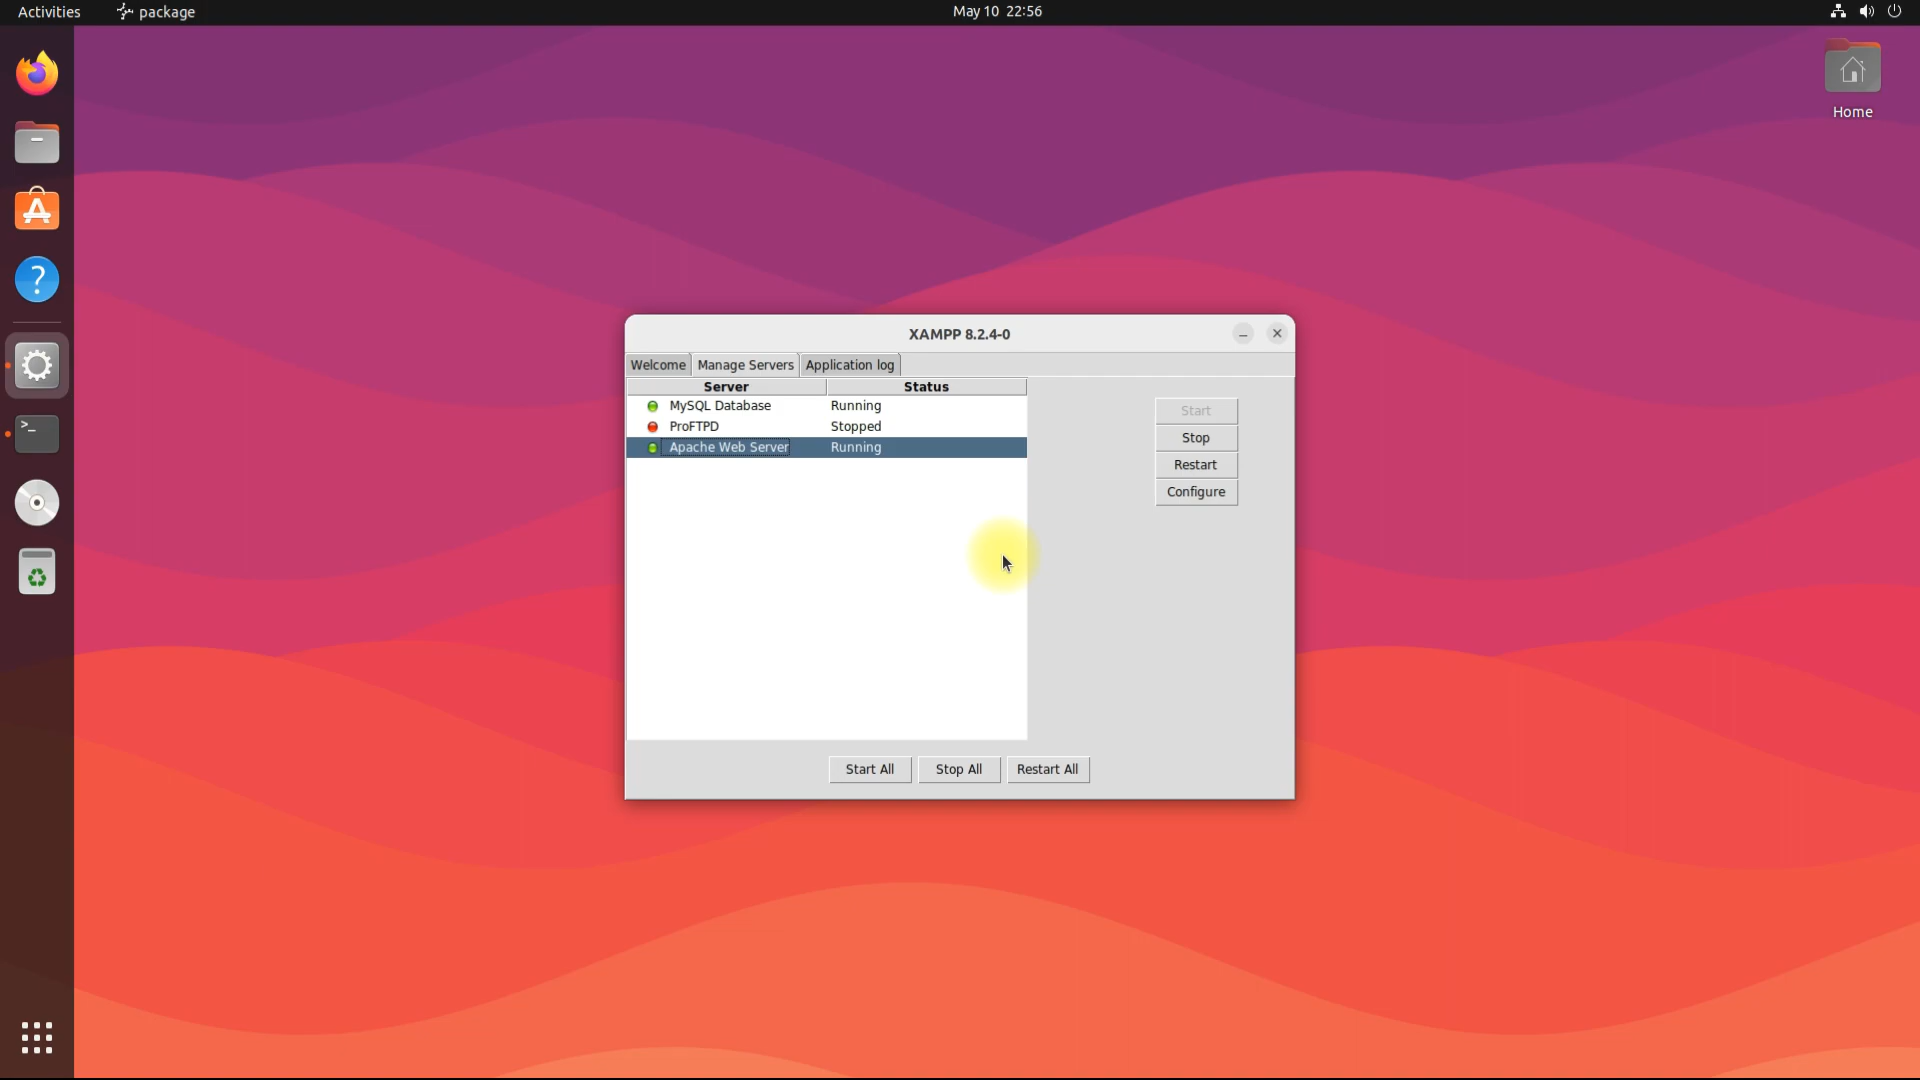 Activities package May 10 22:56
Home
XAMPP 8.2.4-0
Welcome Manage Servers Application log
Server Status
MySQL Database Running
ProFTPD Stopped
Apache Web Server Running
Start
Stop
Restart
Configure
Start All Stop All Restart All